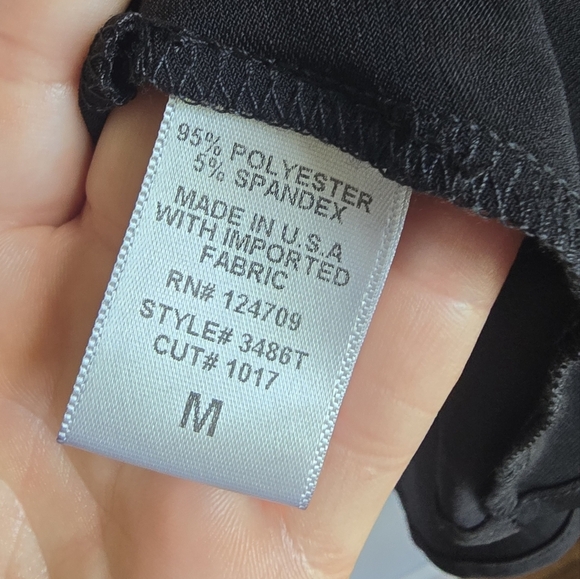 95% POLYESTER
5% SPANDEX
MADE IN U.S.A
WITH IMPORTED
FABRIC
RN# 124709
STYLE# 3486T
CUT# 1017
M